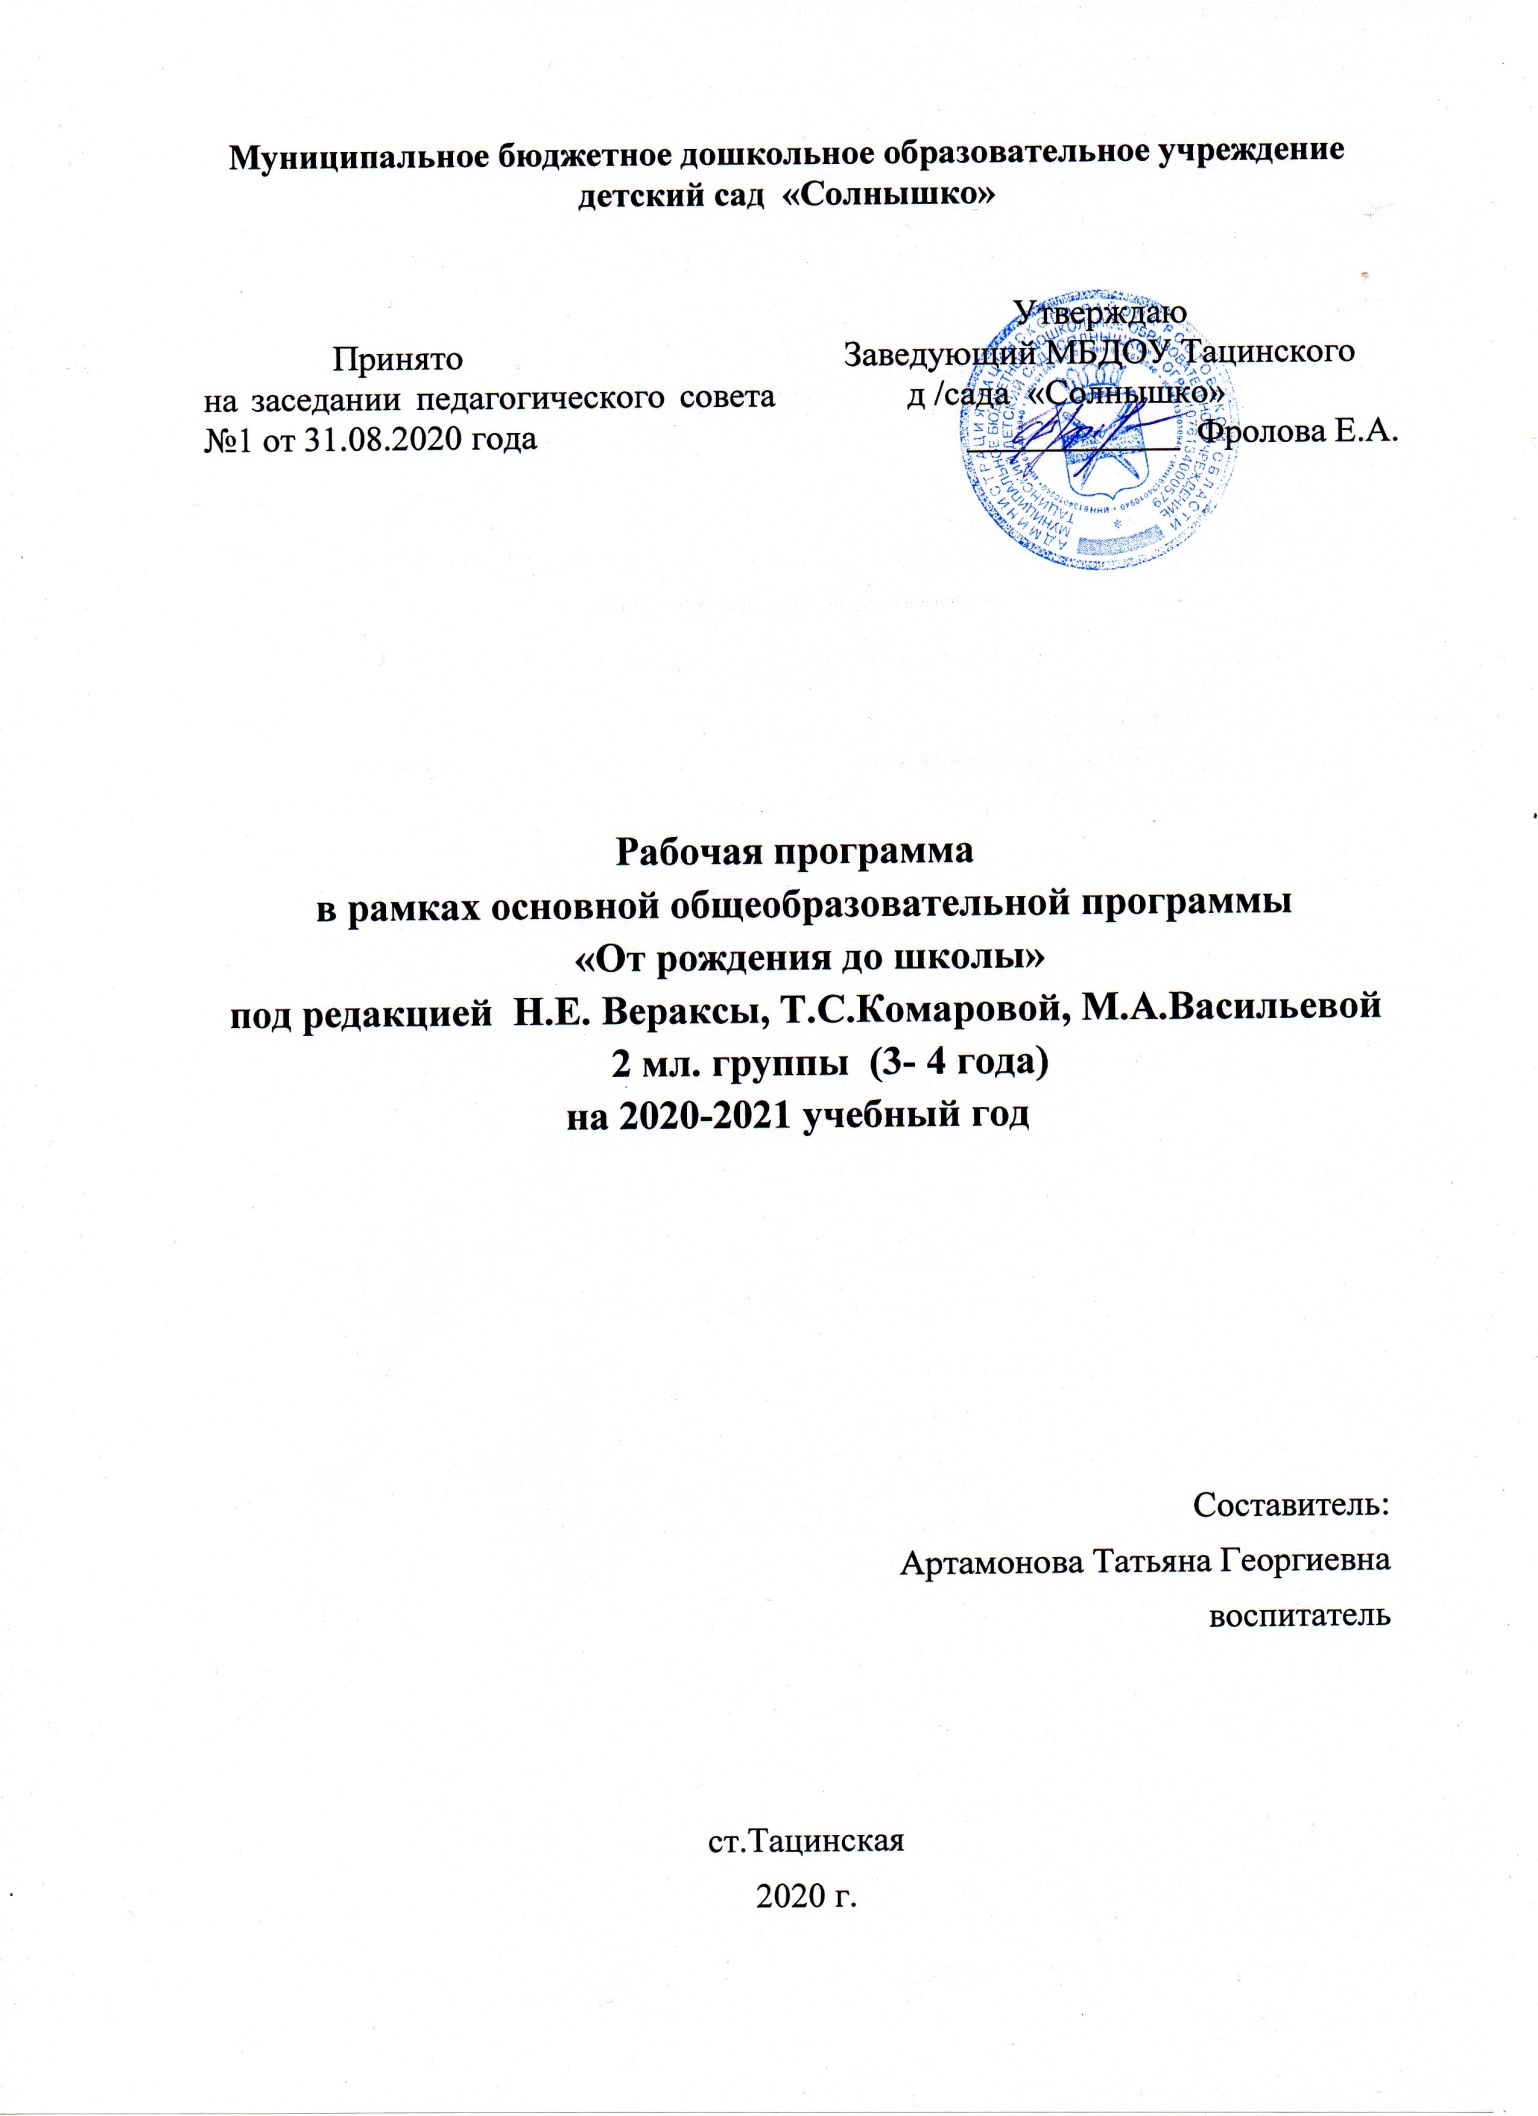 Муниципальное бюджетное дошкольное образовательное учреждение
детский сад «Солнышко»
Принято
на заседании педагогического совета
№1 от 31.08.2020 года
Утверждаю
Заведующий МБДОУ Тацинского
д /сада «Солнышко»
Фролова Е.А.
Рабочая программа
в рамках основной общеобразовательной программы
«От рождения до школы»
под редакцией Н.Е. Вераксы, Т.С.Комаровой, М.А.Васильевой
2 мл. группы (3- 4 года)
на 2020-2021 учебный год
Составитель:
Артамонова Татьяна Георгиевна
воспитатель
ст.Тацинская
2020 г.